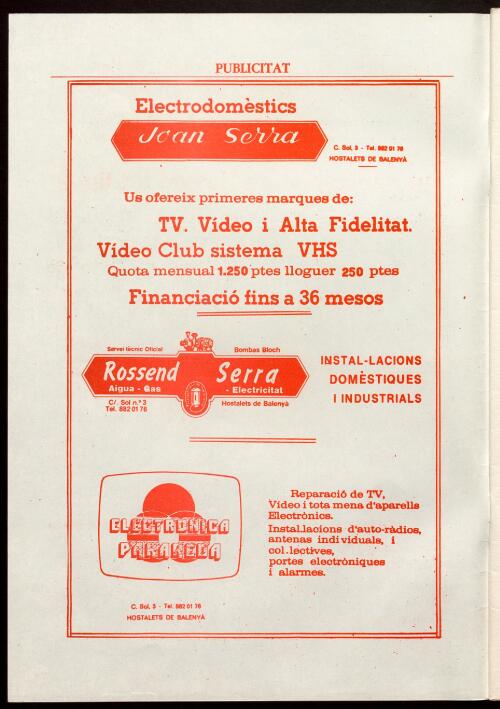 PUBLICITAT
Electrodomèstics
Joan Serra
C. Sol, 3 - Tel. 882 01 76
HOSTALETS DE BALENYÀ
Us ofereix primeres marques de:
TV. Vídeo i Alta Fidelitat.
Vídeo Club sistema VHS
Quota mensual 1.250 ptes lloguer 250 ptes
Financiació fins a 36 mesos
Servei tècnic Oficial
Bombas Bloch
Rossend Serra
Aigua - Gas - Electricitat
C/. Sol n.º 3
Tel. 882 01 76
Hostalets de Balenyà
INSTAL-LACIONS
DOMÈSTIQUES
I INDUSTRIALS
ELECTRONICA
PARAREDA
C. Sol, 3 - Tel. 882 01 76
HOSTALETS DE BALENYÀ
Reparació de TV,
Vídeo i tota mena d'aparells
Electrònics.
Instal.lacions d'auto-ràdios,
antenas individuals, i
col.lectives,
portes electròniques
i alarmes.